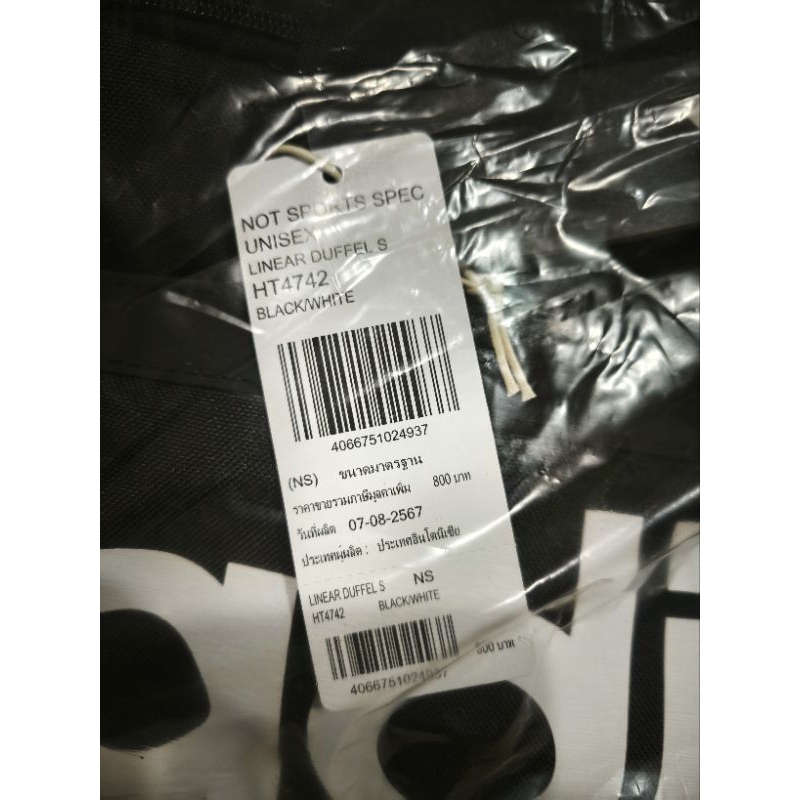 NOT SPORTS SPEC
UNISEX
LINEAR DUFFEL S
HT4742
BLACK/WHITE
4066751024937
(NS) ขนาดมาตรฐาน
ราคาขายรวมภาษีมูลค่าเพิ่ม 800 บาท
วันที่ผลิต 07-08-2567
ประเทศผู้ผลิต : ประเทศอินโดนีเซีย
LINEAR DUFFEL S NS
HT4742 BLACK/WHITE
800 บาท
4066751024937